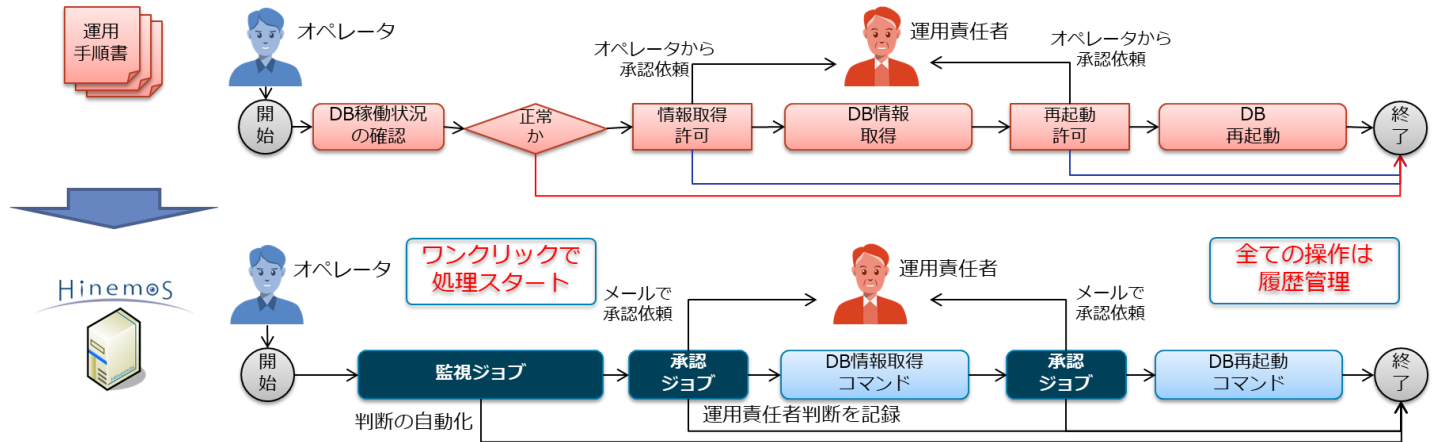 運用
手順書
オペレータ
運用責任者
オペレータから
承認依頼
オペレータから
承認依頼
開
始
DB稼働状況
の確認
正常
か
情報取得
許可
DB情報
取得
再起動
許可
DB
再起動
終
了
Hinemos
オペレータ
ワンクリックで
処理スタート
運用責任者
全ての操作は
履歴管理
メールで
承認依頼
メールで
承認依頼
開
始
監視ジョブ
承認
ジョブ
DB情報取得
コマンド
承認
ジョブ
DB再起動
コマンド
終
了
判断の自動化
運用責任者判断を記録